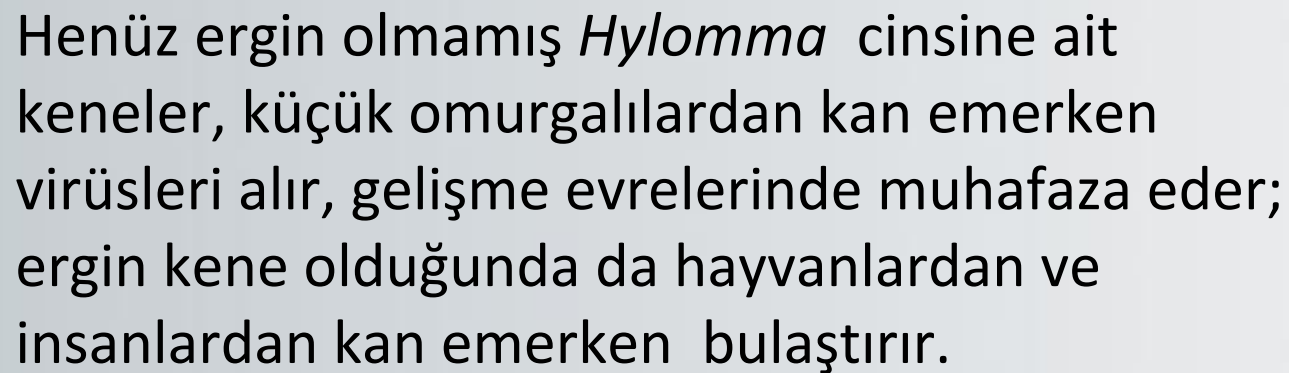 Henüz ergin olmamış Hylomma cinsine ait
keneler, küçük omurgalılardan kan emerken
virüsleri alır, gelişme evrelerinde muhafaza eder;
ergin kene olduğunda da hayvanlardan ve
insanlardan kan emerken bulaştırır.